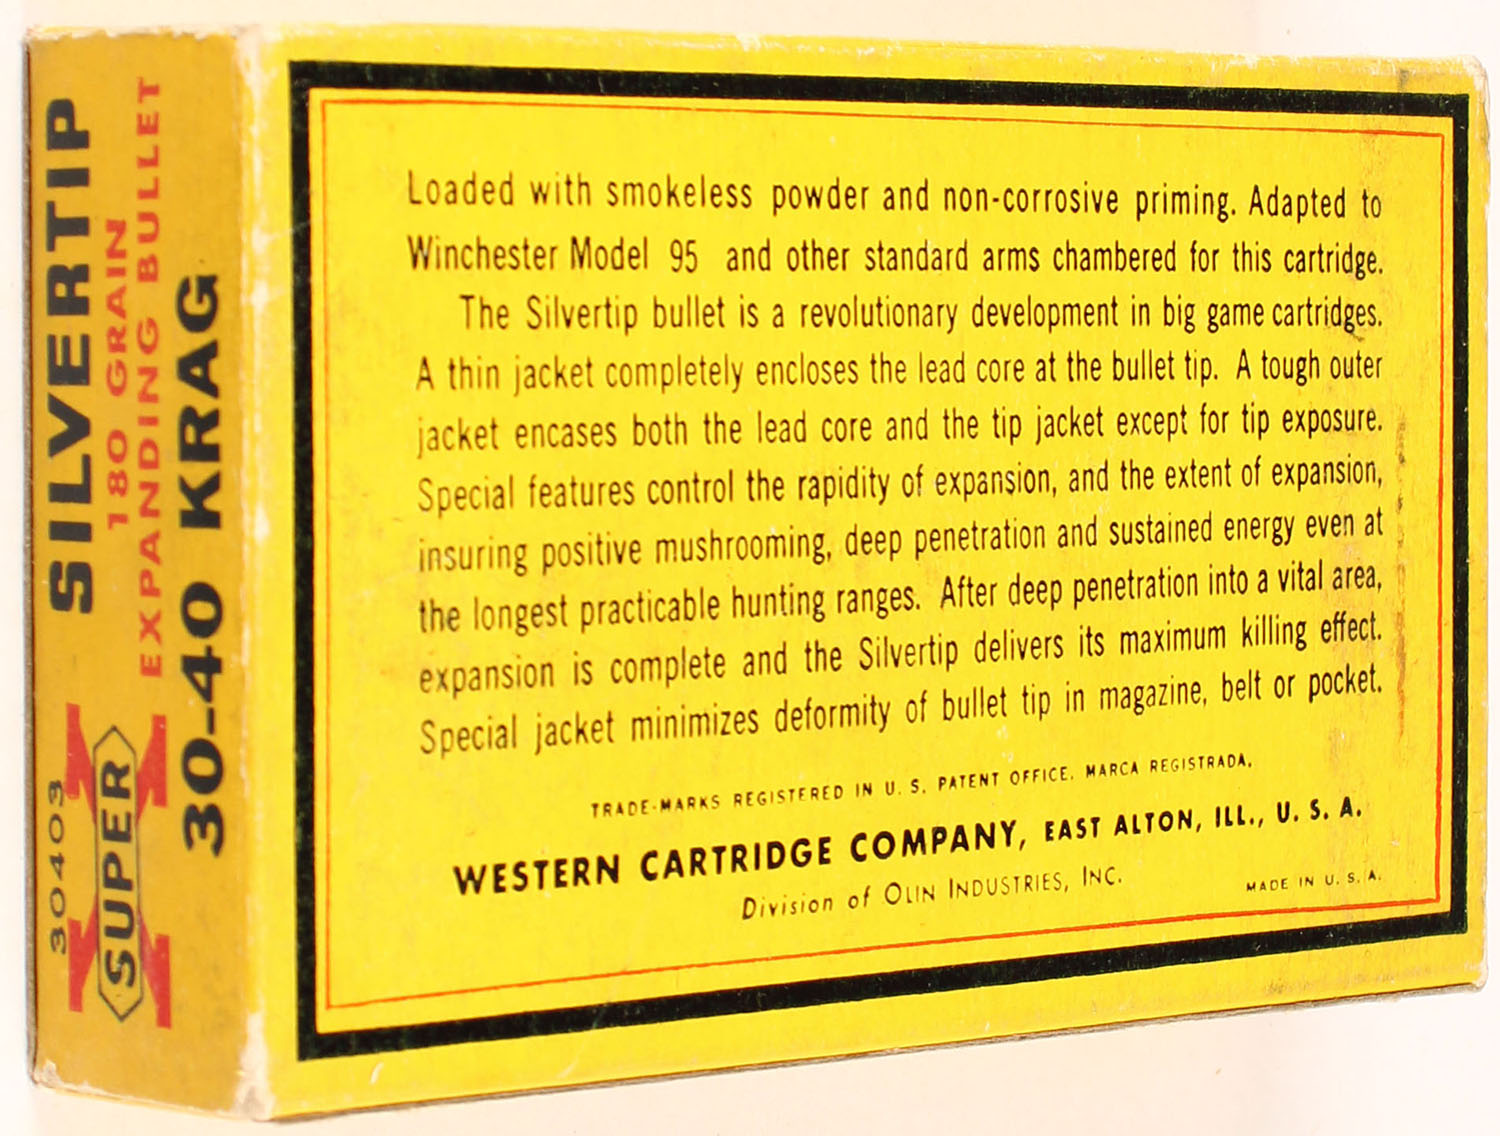 SILVERTIP
180 GRAIN
EXPANDING BULLET
30-40 KRAG
30403
SUPER X
Loaded with smokeless powder and non-corrosive priming. Adapted to
Winchester Model 95 and other standard arms chambered for this cartridge.
The Silvertip bullet is a revolutionary development in big game cartridges.
A thin jacket completely encloses the lead core at the bullet tip. A tough outer
jacket encases both the lead core and the tip jacket except for tip exposure.
Special features control the rapidity of expansion, and the extent of expansion,
insuring positive mushrooming, deep penetration and sustained energy even at
the longest practicable hunting ranges. After deep penetration into a vital area,
expansion is complete and the Silvertip delivers its maximum killing effect.
Special jacket minimizes deformity of bullet tip in magazine, belt or pocket.
TRADE-MARKS REGISTERED IN U. S. PATENT OFFICE. MARCA REGISTRADA.
WESTERN CARTRIDGE COMPANY, EAST ALTON, ILL., U. S. A.
Division of OLIN INDUSTRIES, INC.
MADE IN U. S. A.